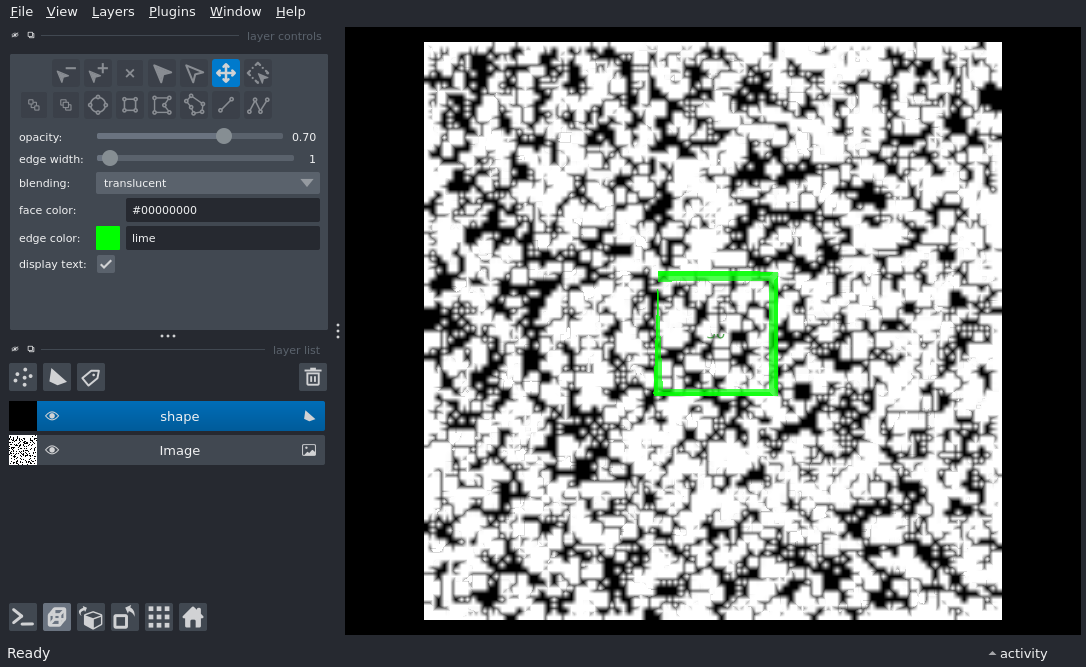 File View Layers Plugins Window Help
layer controls
opacity: 0.70
edge width: 1
blending: translucent
face color: #00000000
edge color: lime
display text:
layer list
shape
Image
Ready
activity